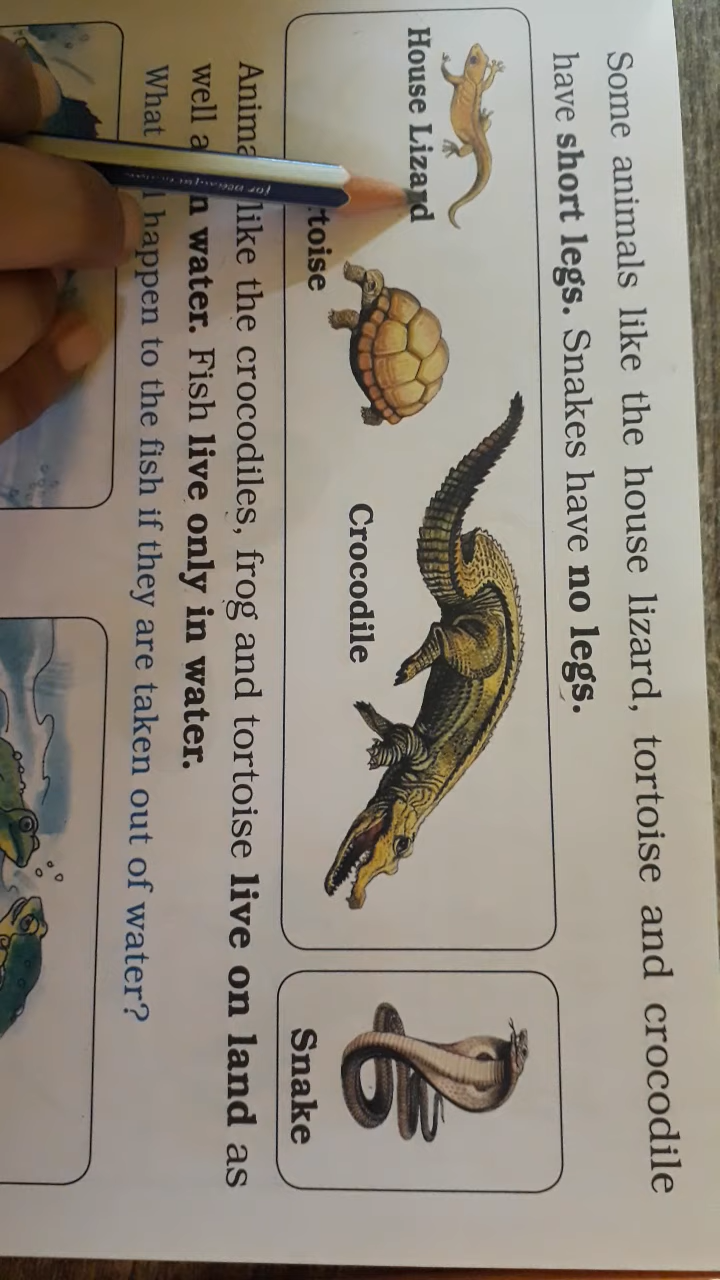 Some animals like the house lizard, tortoise and crocodile
have short legs. Snakes have no legs.
House Lizard
toise
Crocodile
Snake
Anima like the crocodiles, frog and tortoise live on land as
well a n water. Fish live only in water.
What l happen to the fish if they are taken out of water?